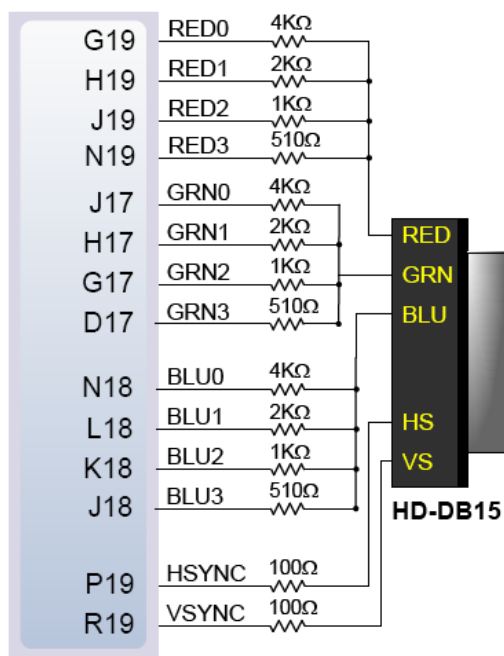 G19 RED0 4KΩ
H19 RED1 2KΩ
J19 RED2 1KΩ
N19 RED3 510Ω
J17 GRN0 4KΩ
H17 GRN1 2KΩ
G17 GRN2 1KΩ
D17 GRN3 510Ω
N18 BLU0 4KΩ
L18 BLU1 2KΩ
K18 BLU2 1KΩ
J18 BLU3 510Ω
P19 HSYNC 100Ω
R19 VSYNC 100Ω
RED
GRN
BLU
HS
VS
HD-DB15